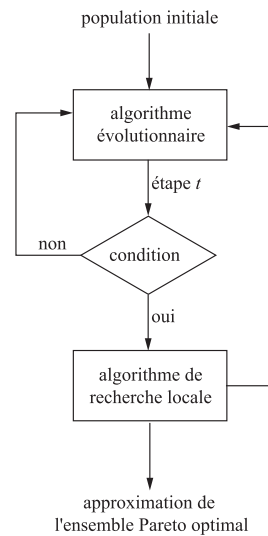 population initiale
algorithme
évolutionnaire
étape t
non
condition
oui
algorithme de
recherche locale
approximation de
l'ensemble Pareto optimal